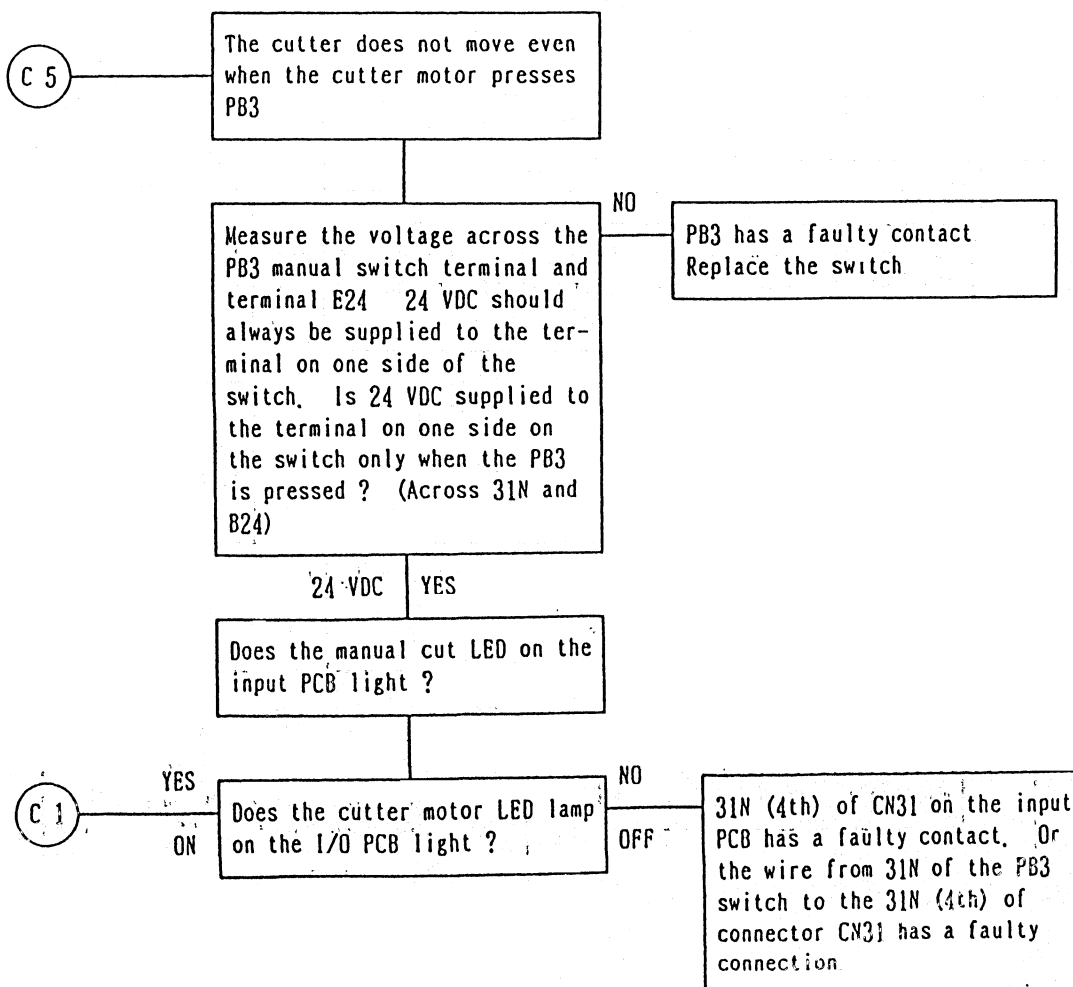 C 5
The cutter does not move even
when the cutter motor presses
PB3
Measure the voltage across the
PB3 manual switch terminal and
terminal E24 24 VDC should
always be supplied to the ter-
minal on one side of the
switch. Is 24 VDC supplied to
the terminal on one side on
the switch only when the PB3
is pressed ? (Across 31N and
B24)
NO
PB3 has a faulty contact
Replace the switch
24 VDC YES
Does the manual cut LED on the
input PCB light ?
C 1
YES
ON
Does the cutter motor LED lamp
on the I/O PCB light ?
NO
OFF
31N (4th) of CN31 on the input
PCB has a faulty contact. Or
the wire from 31N of the PB3
switch to the 31N (4th) of
connector CN31 has a faulty
connection